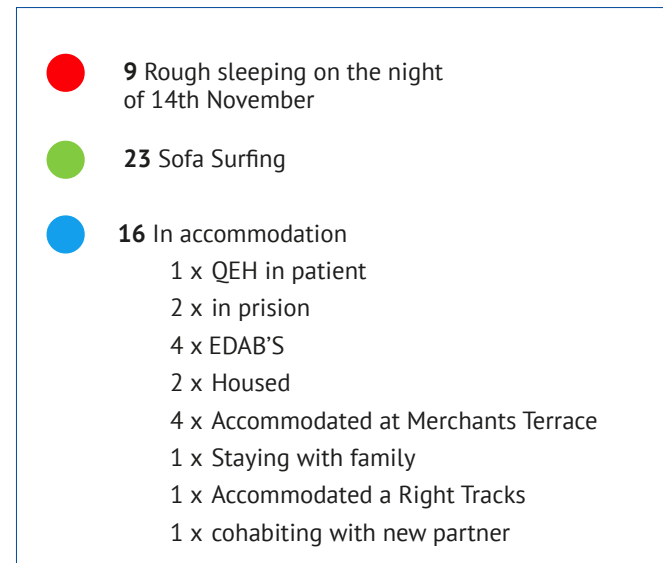 9 Rough sleeping on the night
of 14th November
23 Sofa Surfing
16 In accommodation
1 x QEH in patient
2 x in prision
4 x EDAB'S
2 x Housed
4 x Accommodated at Merchants Terrace
1 x Staying with family
1 x Accommodated a Right Tracks
1 x cohabiting with new partner